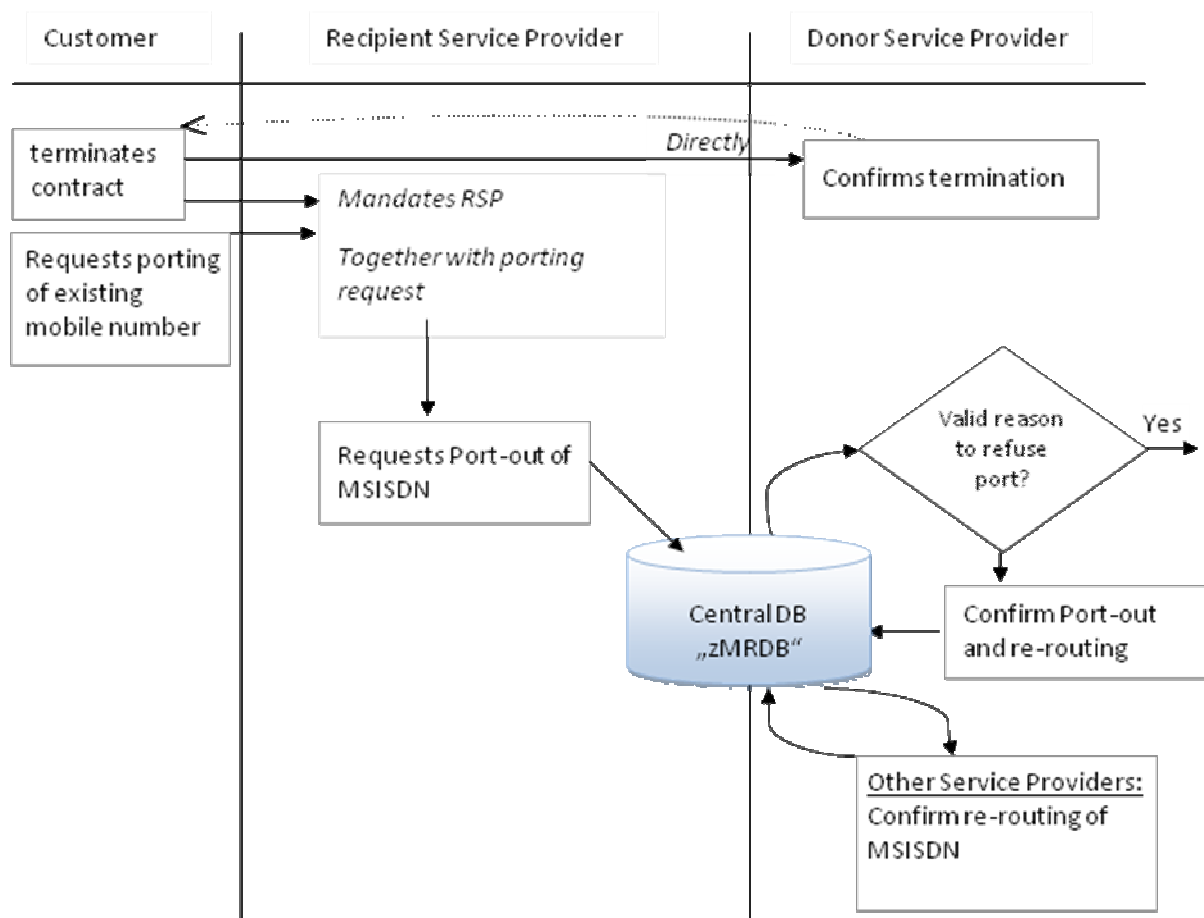 Customer
Recipient Service Provider
Donor Service Provider
Directly
terminates
contract
Confirms termination
Mandates RSP
Together with porting
request
Requests porting
of existing
mobile number
Requests Port-out of
MSISDN
Valid reason
to refuse
port?
Yes
Central DB
„zMRDB“
Confirm Port-out
and re-routing
Other Service Providers:
Confirm re-routing of
MSISDN